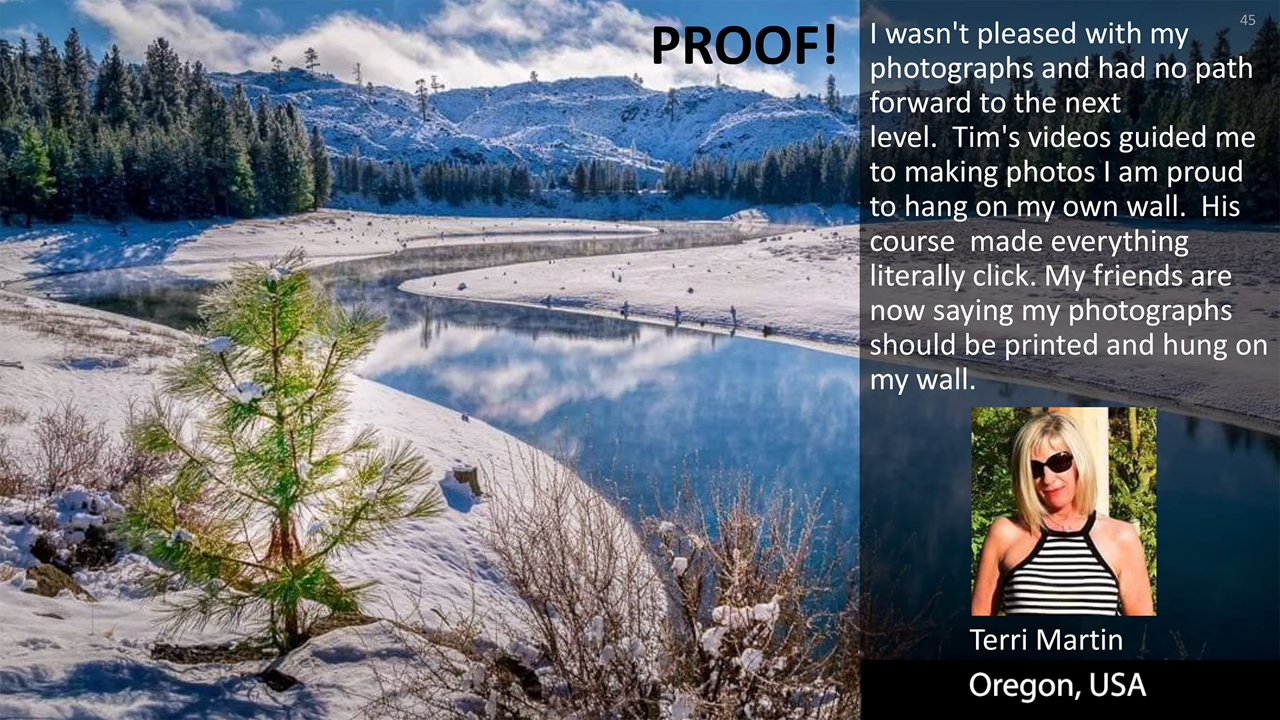 PROOF!
45
I wasn't pleased with my
photographs and had no path
forward to the next
level.  Tim's videos guided me
to making photos I am proud
to hang on my own wall.  His
course  made everything
literally click. My friends are
now saying my photographs
should be printed and hung on
my wall.
Terri Martin
Oregon, USA